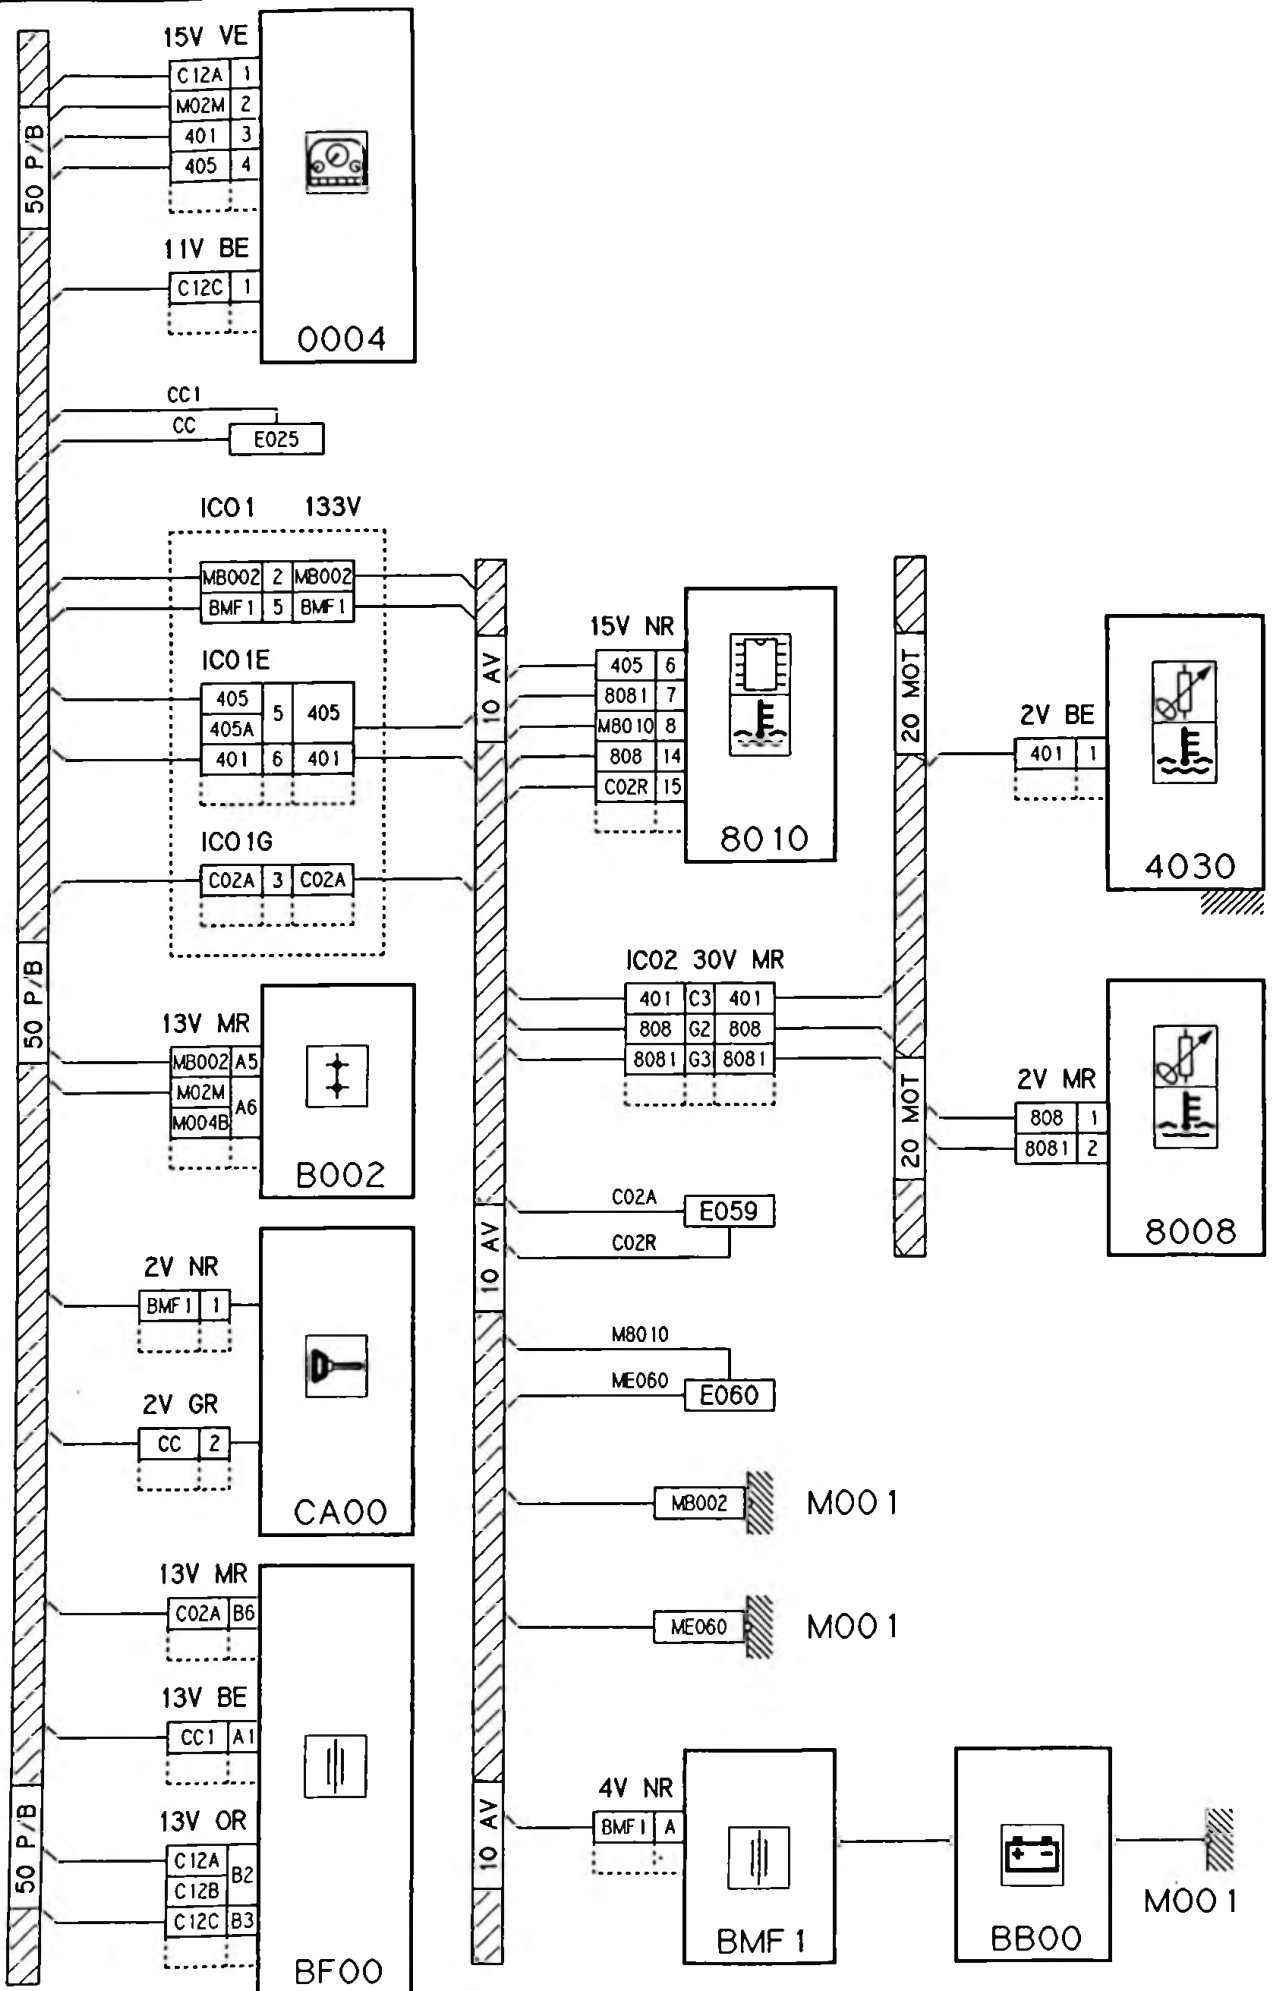 15V VE
C12A 1
M02M 2
401 3
405 4
50 P/B
11V BE
C12C 1
0004
CC1
CC
E025
IC01 133V
MB002 2 MB002
BMF1 5 BMF1
IC01E
405 5 405
405A
401 6 401
IC01G
C02A 3 C02A
10 AV
15V NR
405 6
8081 7
M8010 8
808 14
C02R 15
8010
20 MOT
2V BE
401 1
4030
50 P/B
13V MR
MB002 A5
M02M A6
M004B
B002
IC02 30V MR
401 C3 401
808 G2 808
8081 G3 8081
20 MOT
2V MR
808 1
8081 2
8008
10 AV
C02A
E059
C02R
2V NR
BMF1 1
2V GR
CC 2
CA00
M8010
ME060
E060
MB002
M001
ME060
M001
13V MR
C02A B6
13V BE
CC1 A1
13V OR
C12A B2
C12B
C12C B3
BF00
50 P/B
10 AV
4V NR
BMF1 A
BMF1
+ -
BB00
M001